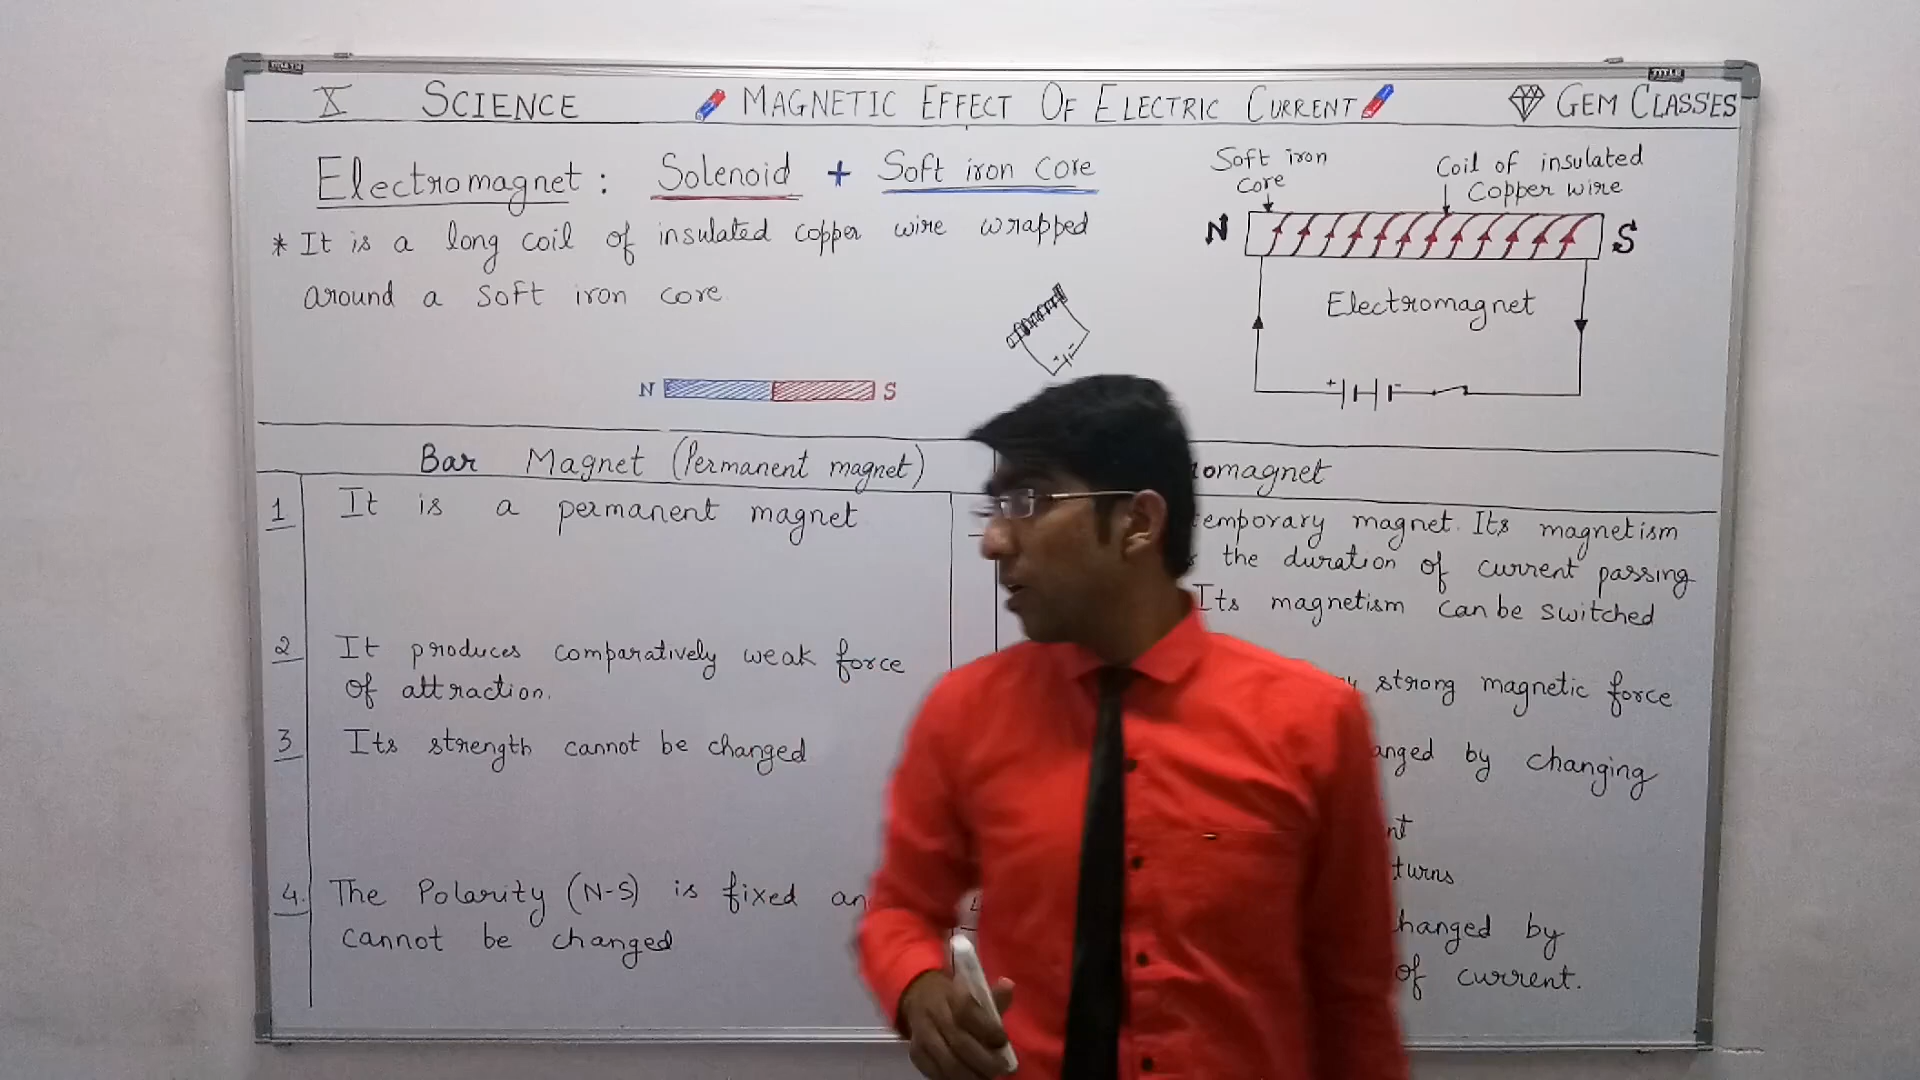 X SCIENCE MAGNETIC EFFECT OF ELECTRIC CURRENT GEM CLASSES
Electromagnet: Solenoid + Soft iron core
* It is a long coil of insulated copper wire wrapped
around a soft iron core
N S
Soft iron
core
Coil of insulated
Copper wire
N S
Electromagnet
+ -
Bar Magnet (Permanent magnet)
1 It is a permanent magnet
2 It produces comparatively weak force
of attraction.
3 Its strength cannot be changed
4. The Polarity (N-S) is fixed an
cannot be changed
omagnet
temporary magnet. Its magnetism
the duration of current passing
Its magnetism can be switched
strong magnetic force
anged by changing
nt
turns
hanged by
of current.